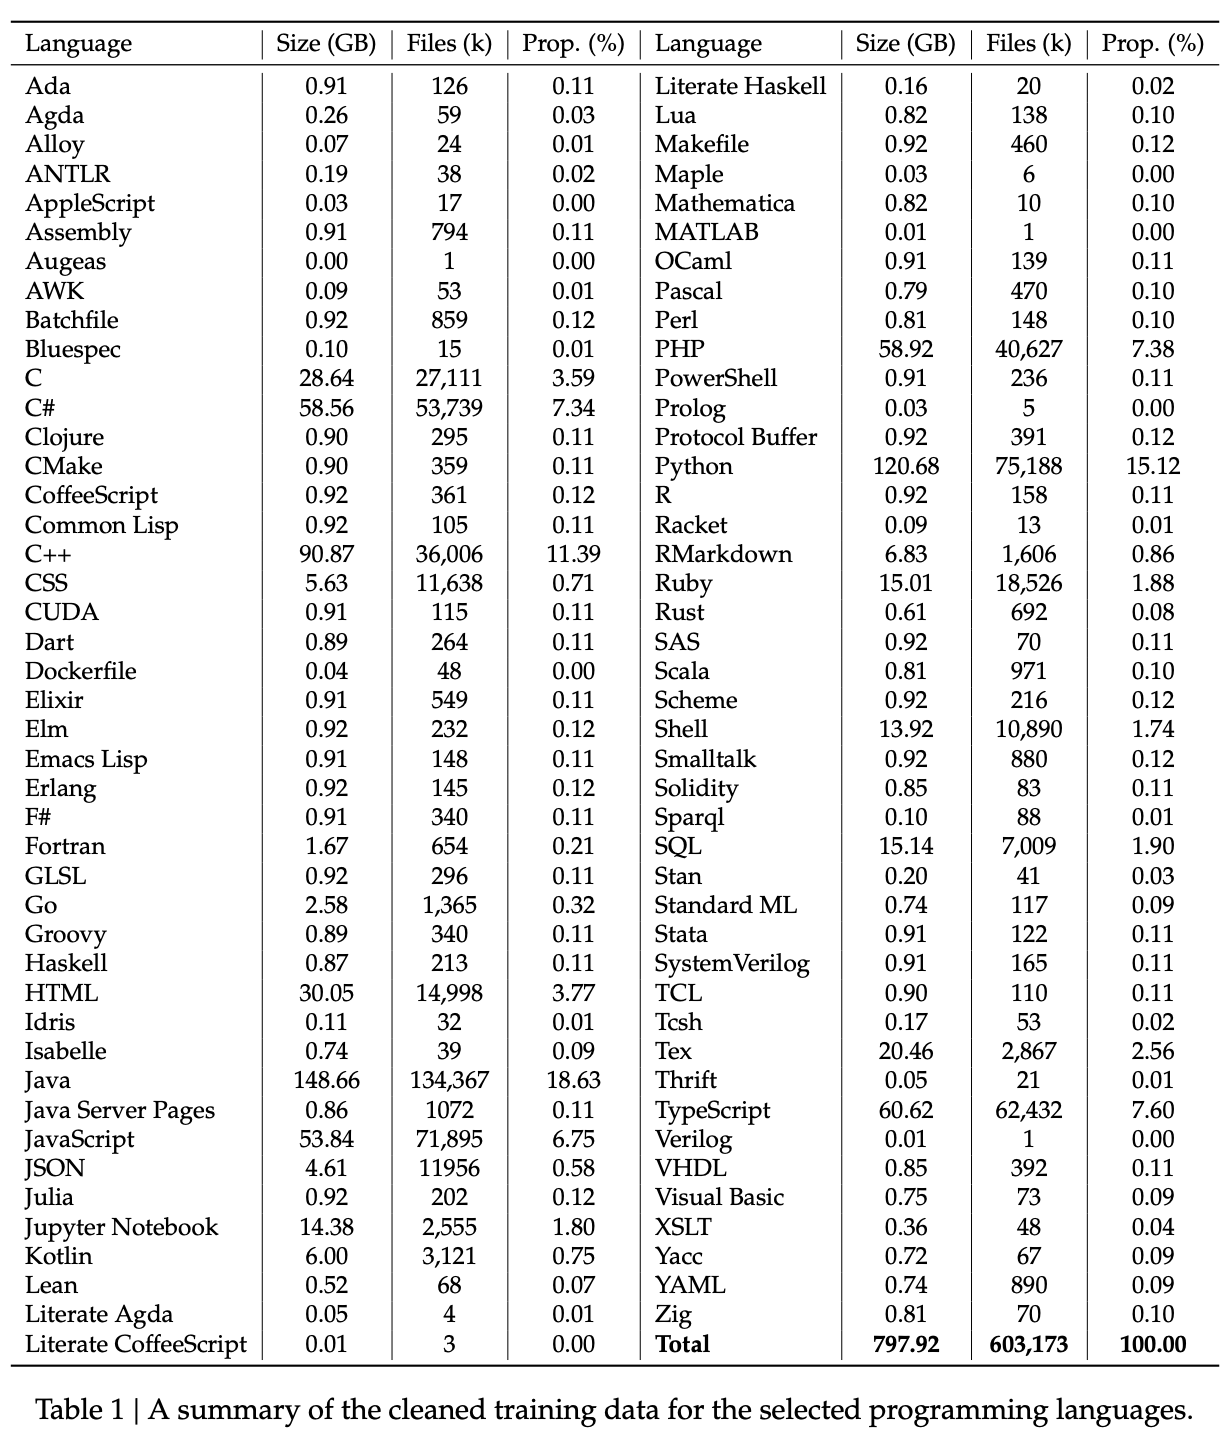 Language Size (GB) Files (k) Prop. (%) Language Size (GB) Files (k) Prop. (%)
Ada 0.91 126 0.11 Literate Haskell 0.16 20 0.02
Agda 0.26 59 0.03 Lua 0.82 138 0.10
Alloy 0.07 24 0.01 Makefile 0.92 460 0.12
ANTLR 0.19 38 0.02 Maple 0.03 6 0.00
AppleScript 0.03 17 0.00 Mathematica 0.82 10 0.10
Assembly 0.91 794 0.11 MATLAB 0.01 1 0.00
Augeas 0.00 1 0.00 OCaml 0.91 139 0.11
AWK 0.09 53 0.01 Pascal 0.79 470 0.10
Batchfile 0.92 859 0.12 Perl 0.81 148 0.10
Bluespec 0.10 15 0.01 PHP 58.92 40,627 7.38
C 28.64 27,111 3.59 PowerShell 0.91 236 0.11
C# 58.56 53,739 7.34 Prolog 0.03 5 0.00
Clojure 0.90 295 0.11 Protocol Buffer 0.92 391 0.12
CMake 0.90 359 0.11 Python 120.68 75,188 15.12
CoffeeScript 0.92 361 0.12 R 0.92 158 0.11
Common Lisp 0.92 105 0.11 Racket 0.09 13 0.01
C++ 90.87 36,006 11.39 RMarkdown 6.83 1,606 0.86
CSS 5.63 11,638 0.71 Ruby 15.01 18,526 1.88
CUDA 0.91 115 0.11 Rust 0.61 692 0.08
Dart 0.89 264 0.11 SAS 0.92 70 0.11
Dockerfile 0.04 48 0.00 Scala 0.81 971 0.10
Elixir 0.91 549 0.11 Scheme 0.92 216 0.12
Elm 0.92 232 0.12 Shell 13.92 10,890 1.74
Emacs Lisp 0.91 148 0.11 Smalltalk 0.92 880 0.12
Erlang 0.92 145 0.12 Solidity 0.85 83 0.11
F# 0.91 340 0.11 Sparql 0.10 88 0.01
Fortran 1.67 654 0.21 SQL 15.14 7,009 1.90
GLSL 0.92 296 0.11 Stan 0.20 41 0.03
Go 2.58 1,365 0.32 Standard ML 0.74 117 0.09
Groovy 0.89 340 0.11 Stata 0.91 122 0.11
Haskell 0.87 213 0.11 SystemVerilog 0.91 165 0.11
HTML 30.05 14,998 3.77 TCL 0.90 110 0.11
Idris 0.11 32 0.01 Tcsh 0.17 53 0.02
Isabelle 0.74 39 0.09 Tex 20.46 2,867 2.56
Java 148.66 134,367 18.63 Thrift 0.05 21 0.01
Java Server Pages 0.86 1072 0.11 TypeScript 60.62 62,432 7.60
JavaScript 53.84 71,895 6.75 Verilog 0.01 1 0.00
JSON 4.61 11956 0.58 VHDL 0.85 392 0.11
Julia 0.92 202 0.12 Visual Basic 0.75 73 0.09
Jupyter Notebook 14.38 2,555 1.80 XSLT 0.36 48 0.04
Kotlin 6.00 3,121 0.75 Yacc 0.72 67 0.09
Lean 0.52 68 0.07 YAML 0.74 890 0.09
Literate Agda 0.05 4 0.01 Zig 0.81 70 0.10
Literate CoffeeScript 0.01 3 0.00 Total 797.92 603,173 100.00
Table 1 | A summary of the cleaned training data for the selected programming languages.